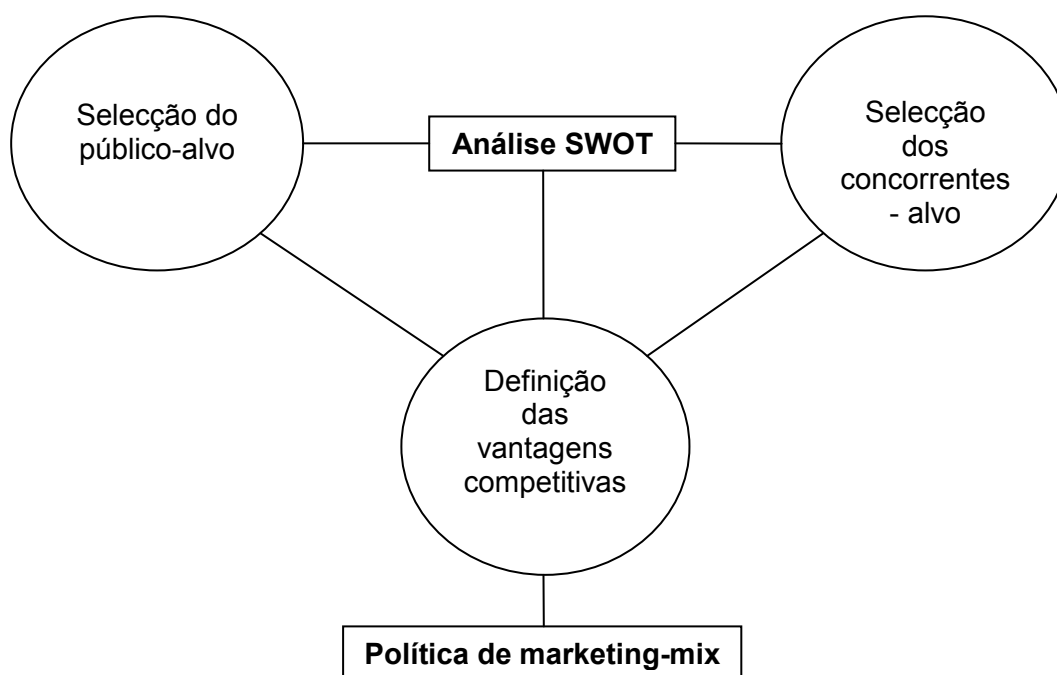 Selecção do
público-alvo
Análise SWOT
Selecção
dos
concorrentes
- alvo
Definição
das
vantagens
competitivas
Política de marketing-mix